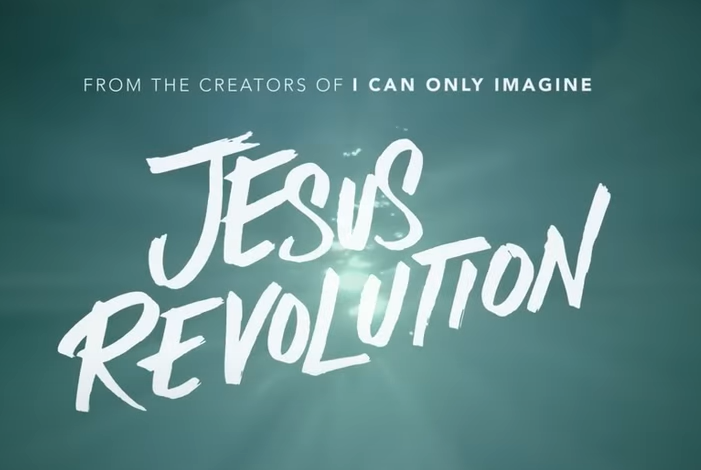 FROM THE CREATORS OF I CAN ONLY IMAGINE
JESUS
REVOLUTION